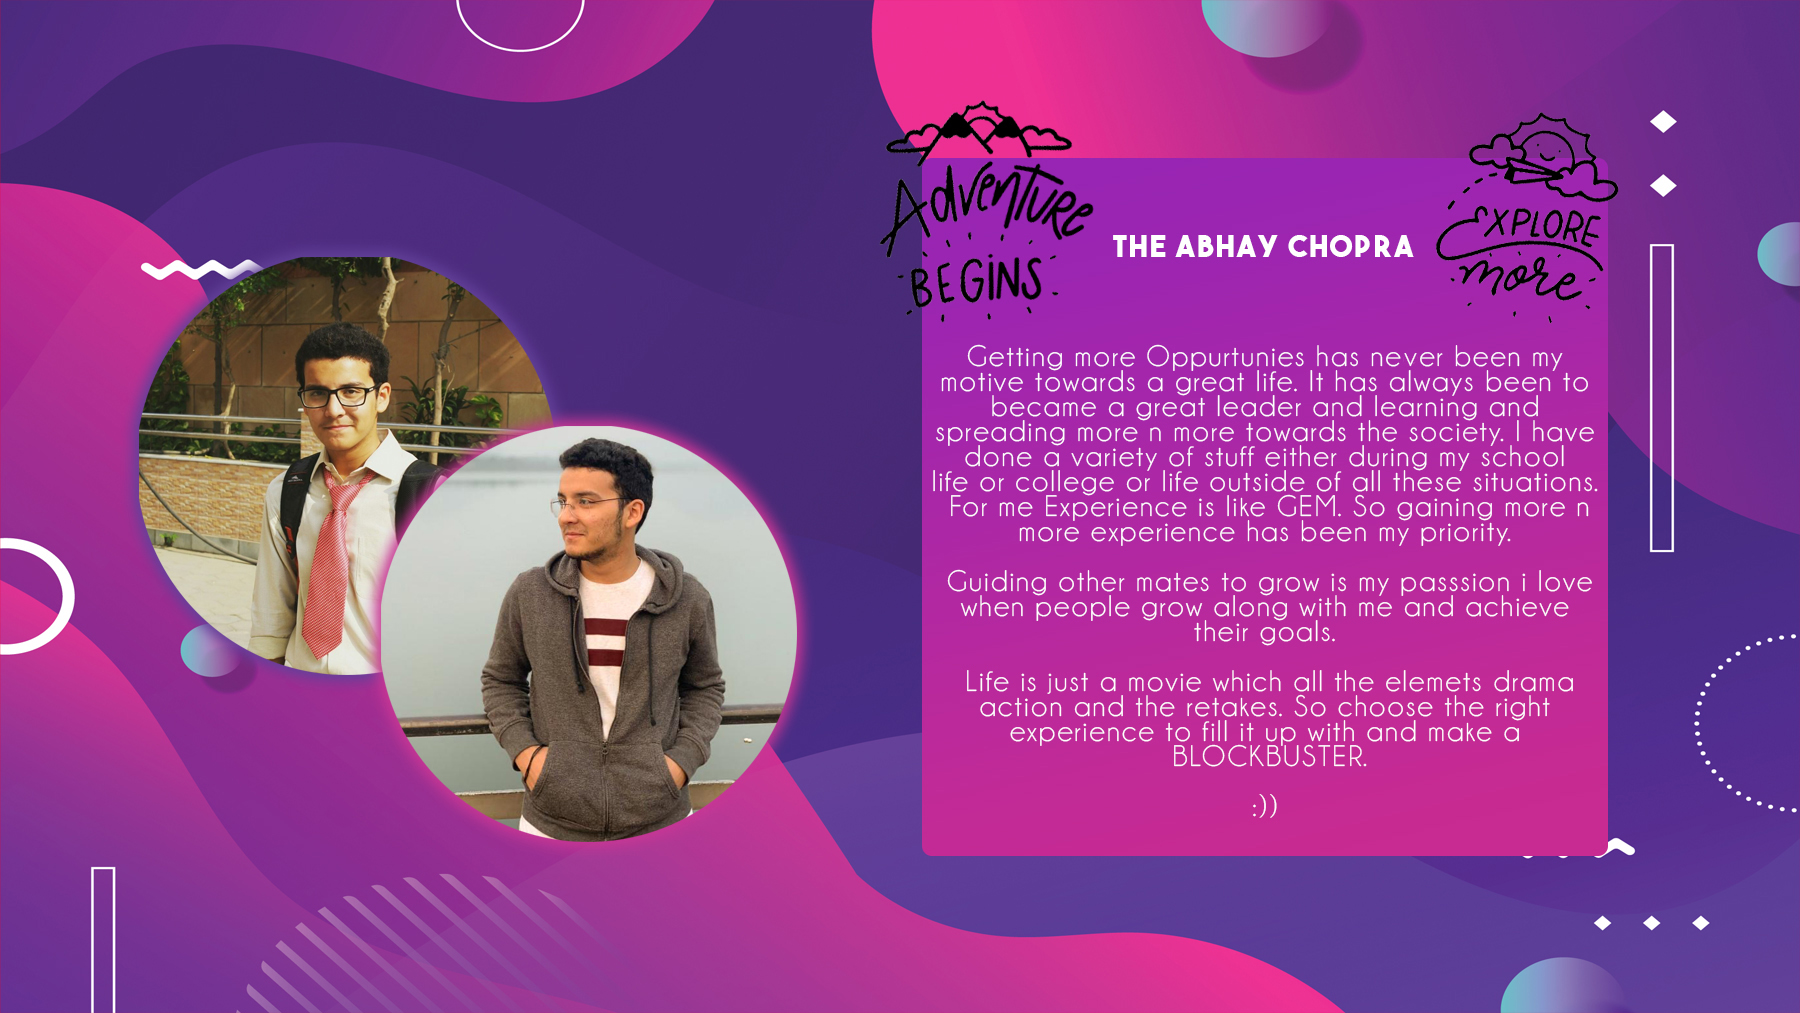 Adventure
BEGINS
THE ABHAY CHOPRA
EXPLORE
more
Getting more Oppurtunies has never been my
motive towards a great life. It has always been to
became a great leader and learning and
spreading more n more towards the society. I have
done a variety of stuff either during my school
life or college or life outside of all these situations.
For me Experience is like GEM. So gaining more n
more experience has been my priority.
Guiding other mates to grow is my passsion i love
when people grow along with me and achieve
their goals.
Life is just a movie which all the elemets drama
action and the retakes. So choose the right
experience to fill it up with and make a
BLOCKBUSTER.
:))